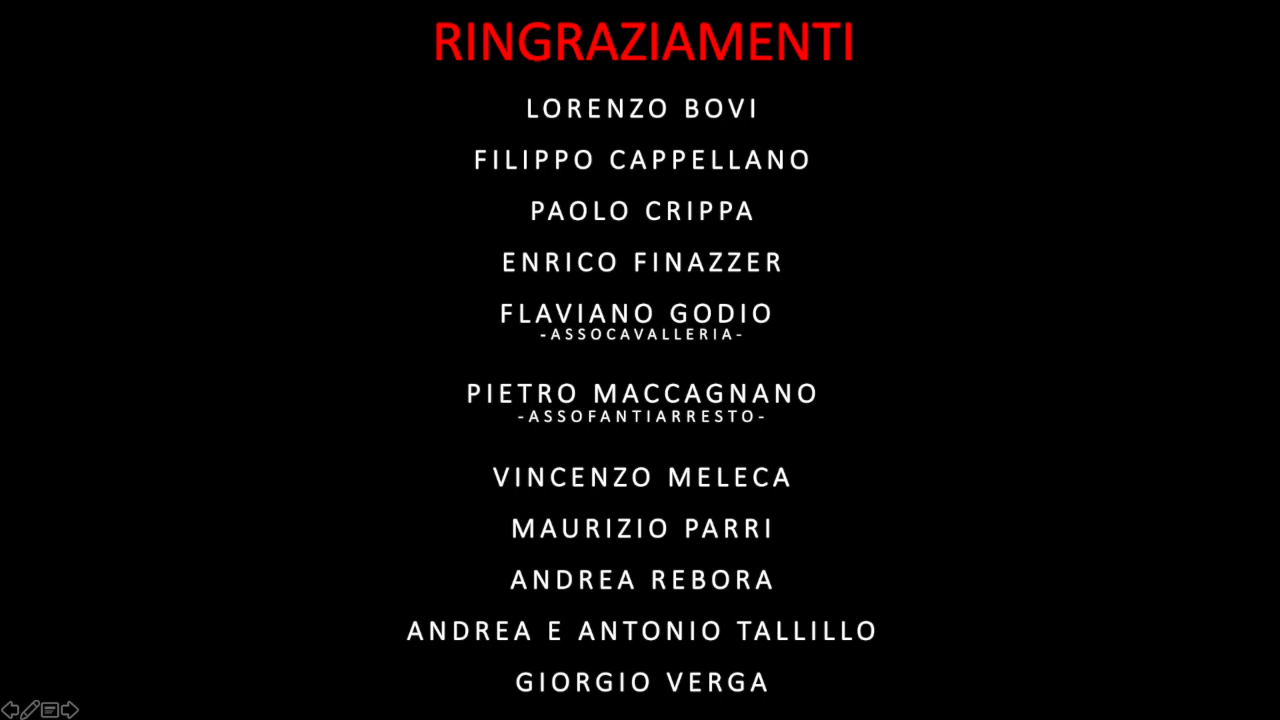 RINGRAZIAMENTI
LORENZO BOVI
FILIPPO CAPPELLANO
PAOLO CRIPPA
ENRICO FINAZZER
FLAVIANO GODIO
-ASSOCAVALLERIA-
PIETRO MACCAGNANO
-ASSOFANTIARRESTO-
VINCENZO MELECA
MAURIZIO PARRI
ANDREA REBORA
ANDREA E ANTONIO TALLILLO
GIORGIO VERGA